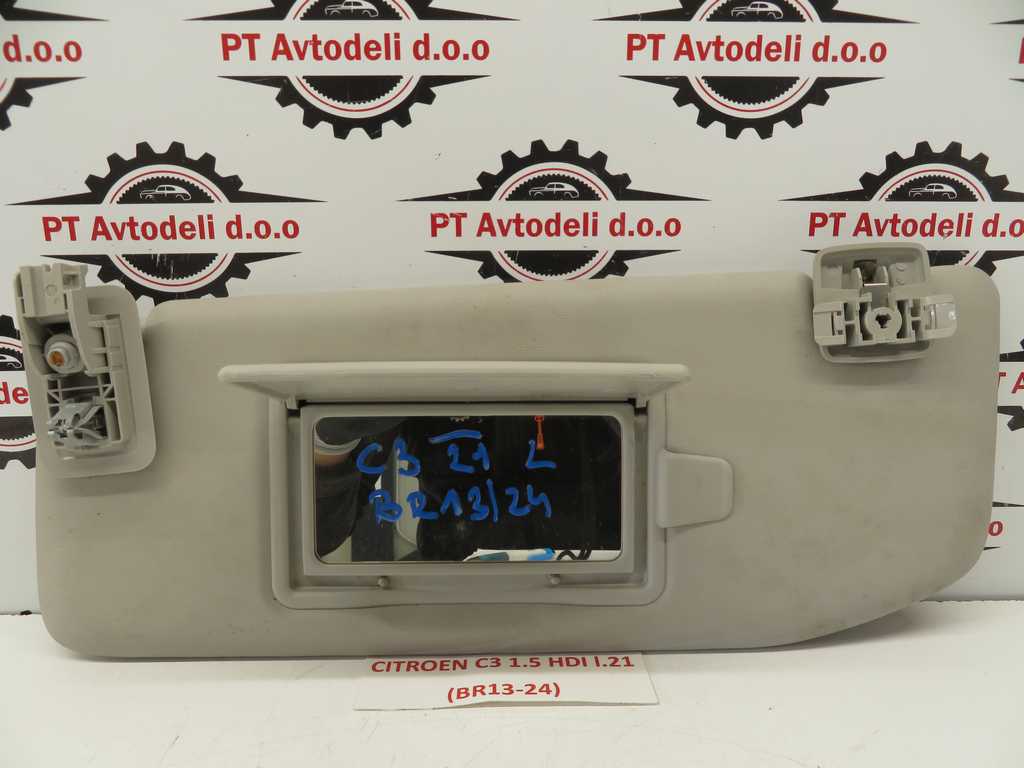 PT Avtodeli d.o.o
PT Avtodeli d.o.o
PT Avtodeli d.o.o
PT Avtodeli d.o.o
PT Avtodeli d.o.o
C3 21 L
BR13/24
CITROEN C3 1.5 HDI l.21
(BR13-24)